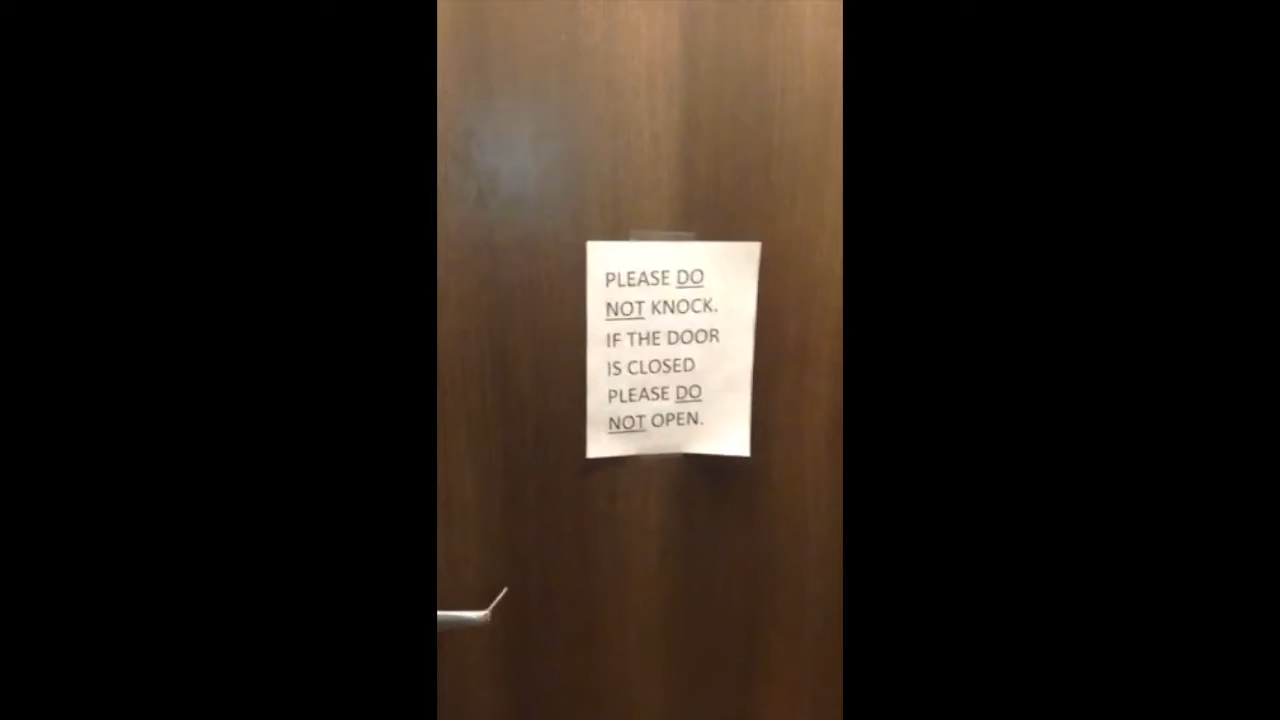 PLEASE DO
NOT KNOCK.
IF THE DOOR
IS CLOSED
PLEASE DO
NOT OPEN.